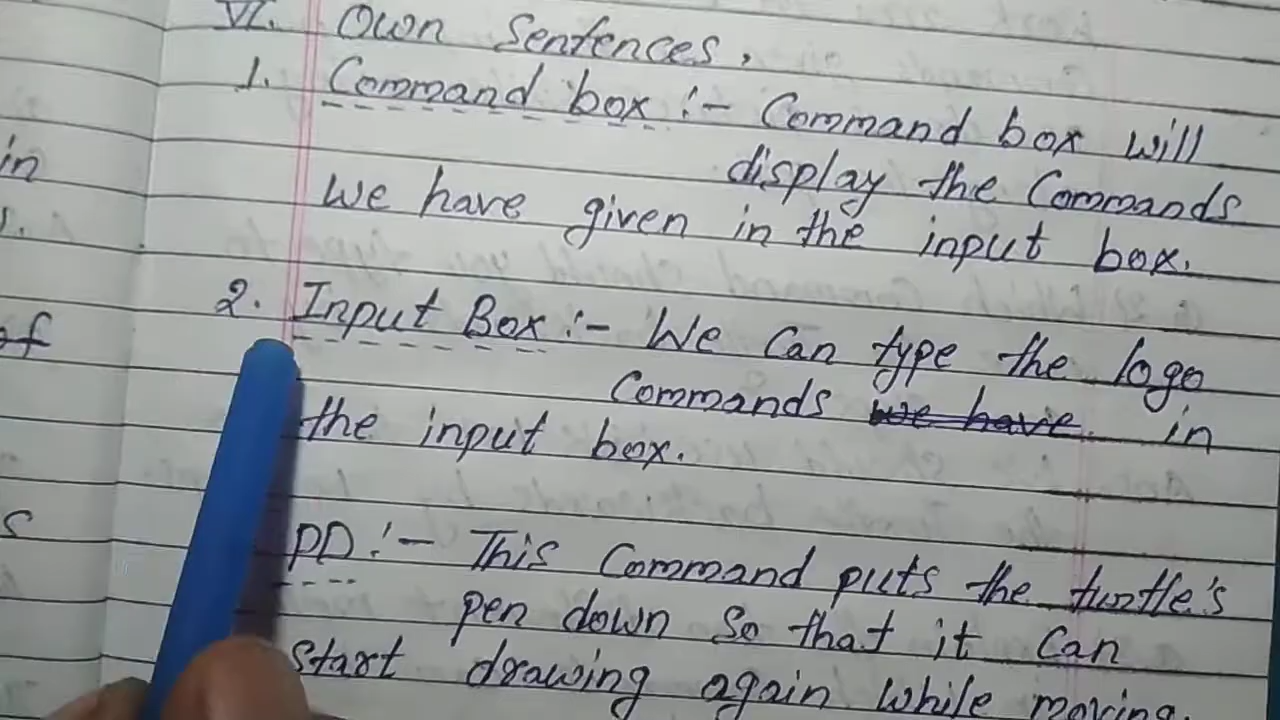 VI. Own Sentences.
1. Command box :- Command box will
display the Commands
We have given in the input box.
2. Input Box :- We Can type the logo
Commands we have in
the input box.
PD :- This Command puts the turtle's
pen down so that it Can
start drawing again while moving.
in
of
s